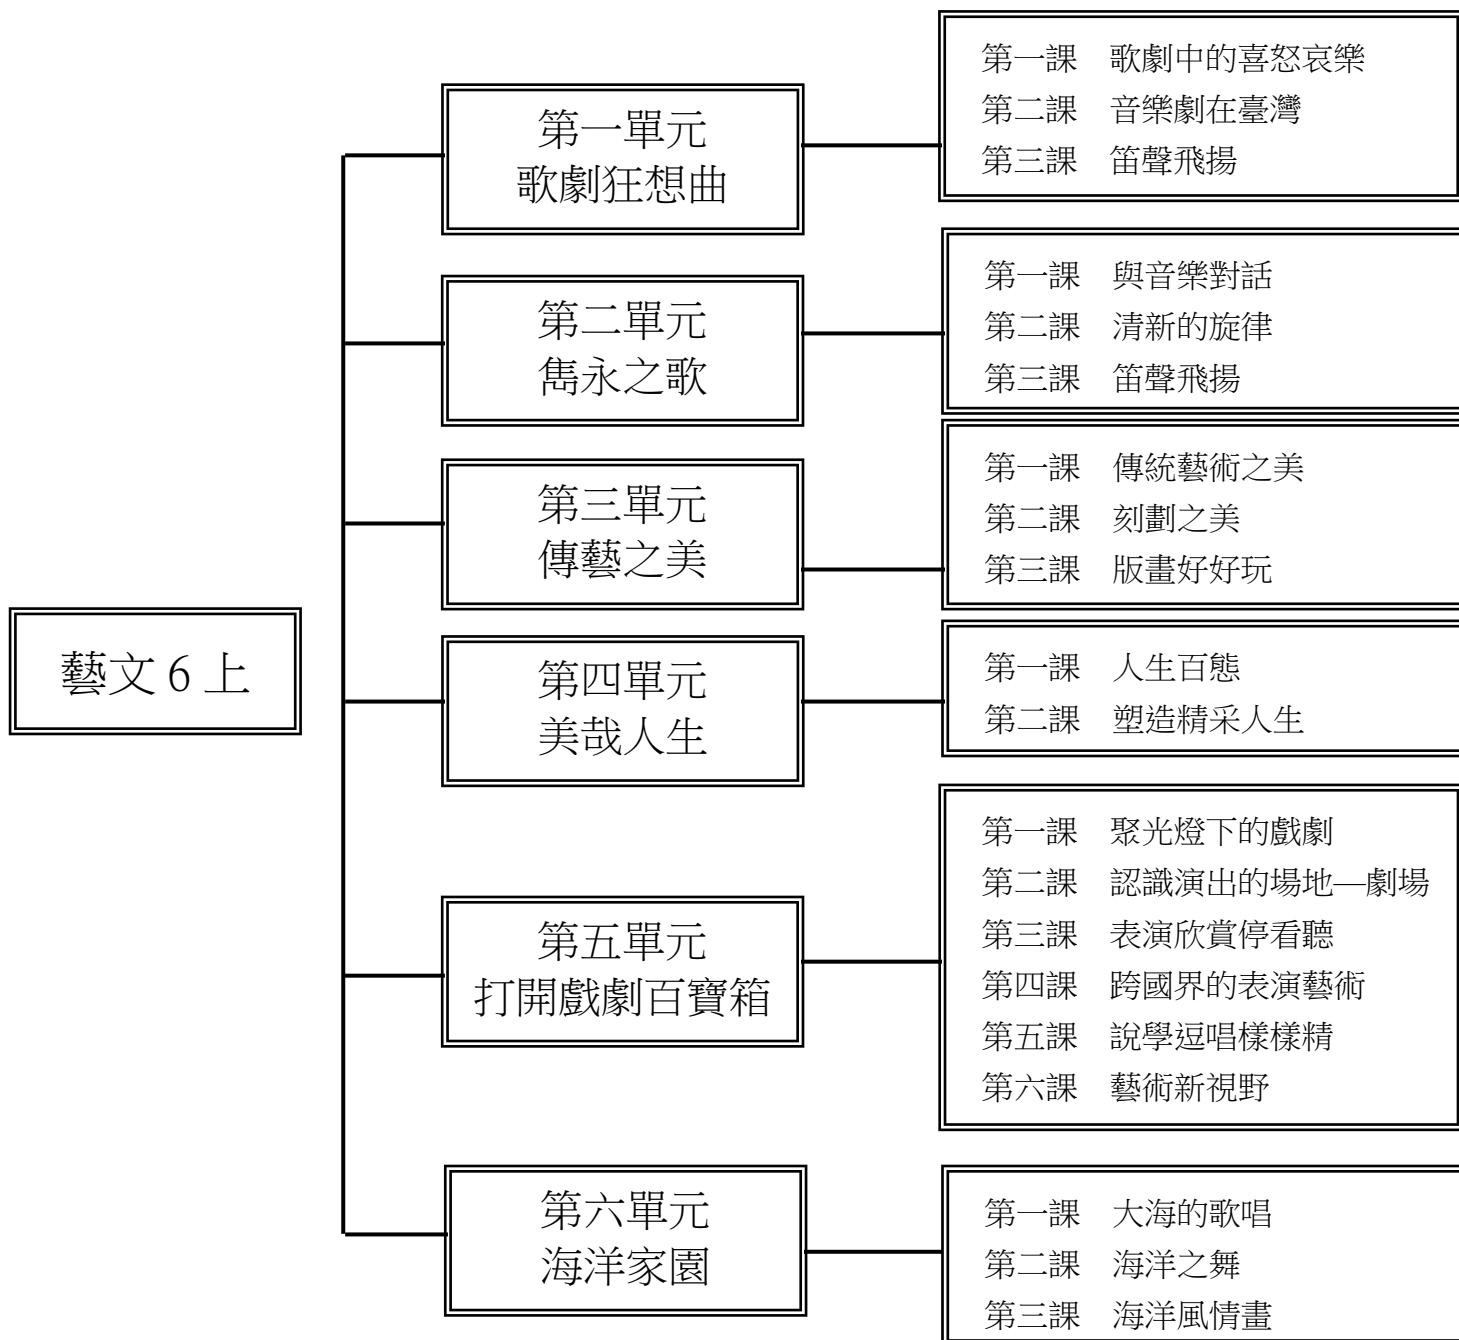 藝文 6 上
第一單元
歌劇狂想曲
第一課 歌劇中的喜怒哀樂
第二課 音樂劇在臺灣
第三課 笛聲飛揚
第二單元
雋永之歌
第一課 與音樂對話
第二課 清新的旋律
第三課 笛聲飛揚
第三單元
傳藝之美
第一課 傳統藝術之美
第二課 刻劃之美
第三課 版畫好好玩
第四單元
美哉人生
第一課 人生百態
第二課 塑造精采人生
第五單元
打開戲劇百寶箱
第一課 聚光燈下的戲劇
第二課 認識演出的場地—劇場
第三課 表演欣賞停看聽
第四課 跨國界的表演藝術
第五課 說學逗唱樣樣精
第六課 藝術新視野
第六單元
海洋家園
第一課 大海的歌唱
第二課 海洋之舞
第三課 海洋風情畫